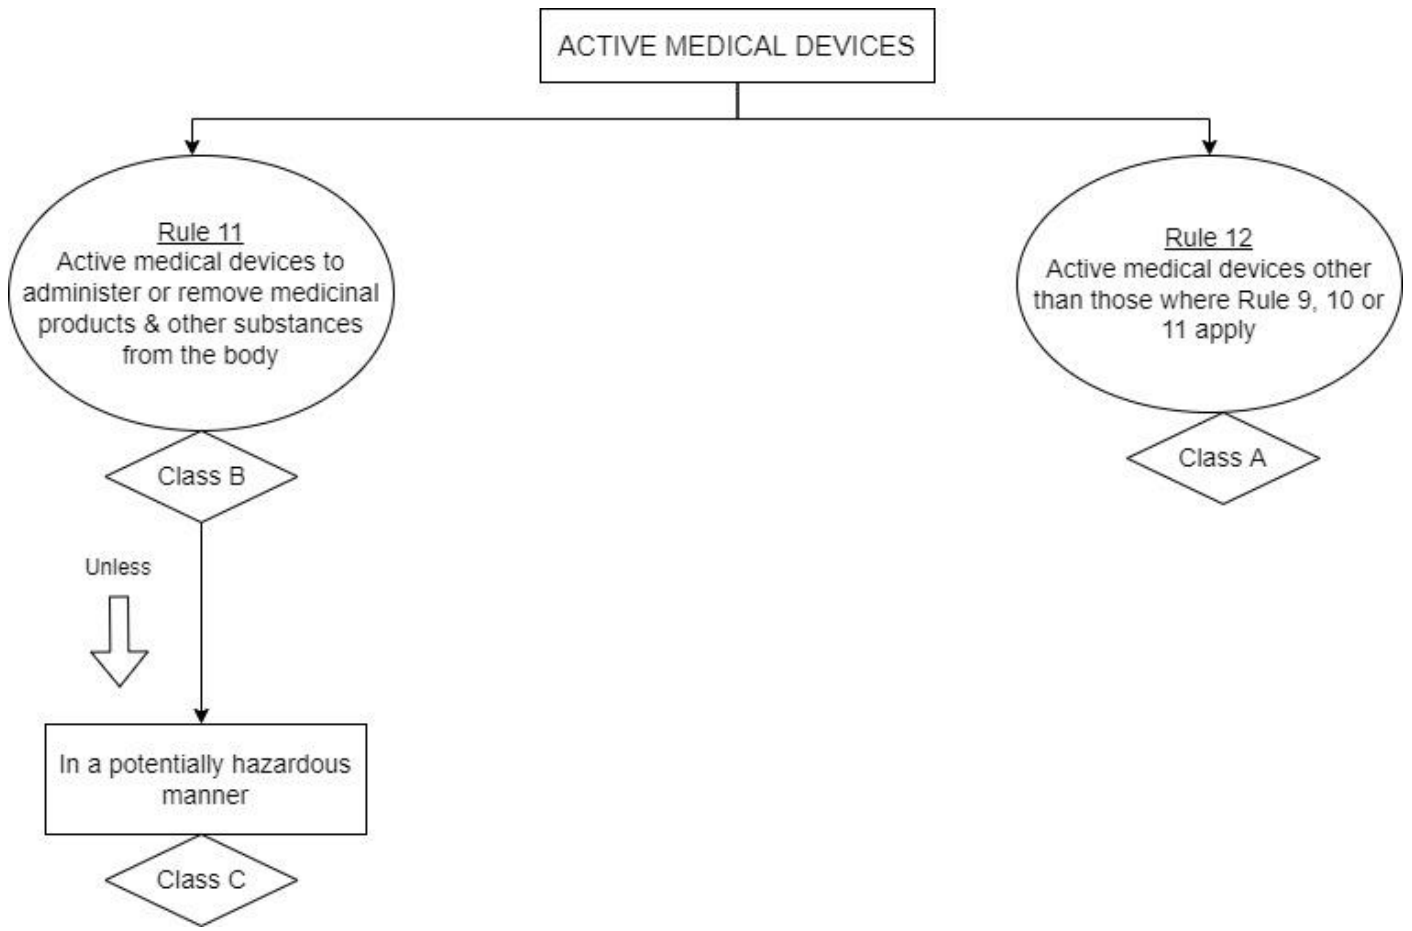 ACTIVE MEDICAL DEVICES
Rule 11
Active medical devices to
administer or remove medicinal
products & other substances
from the body
Class B
Unless
In a potentially hazardous
manner
Class C
Rule 12
Active medical devices other
than those where Rule 9, 10 or
11 apply
Class A